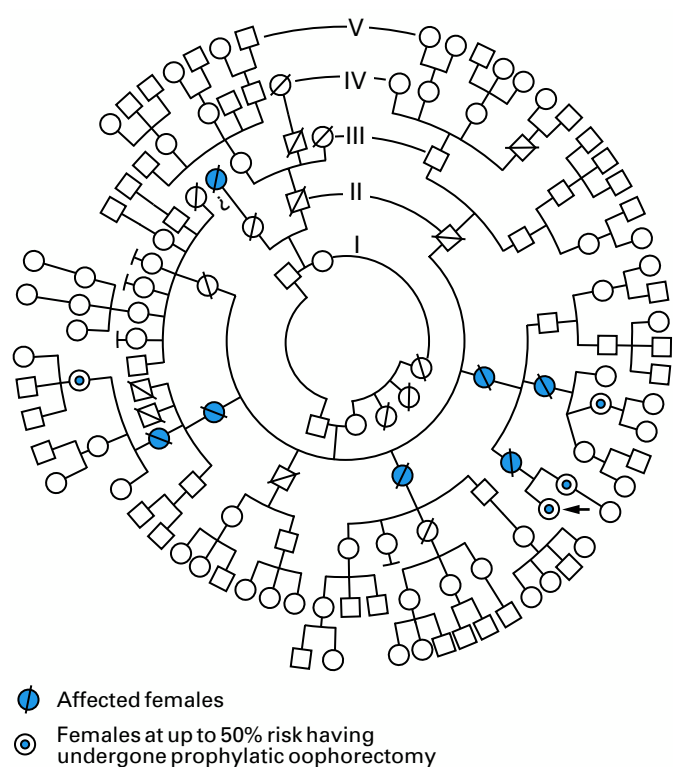 V
IV
III
II
I
i
Affected females
Females at up to 50% risk having
undergone prophylatic oophorectomy